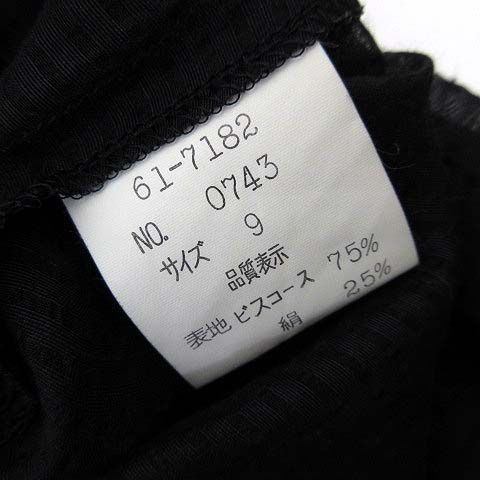 61-7182
NO. 0743
サイズ 9
品質表示
表地 ビスコース 75%
絹 25%